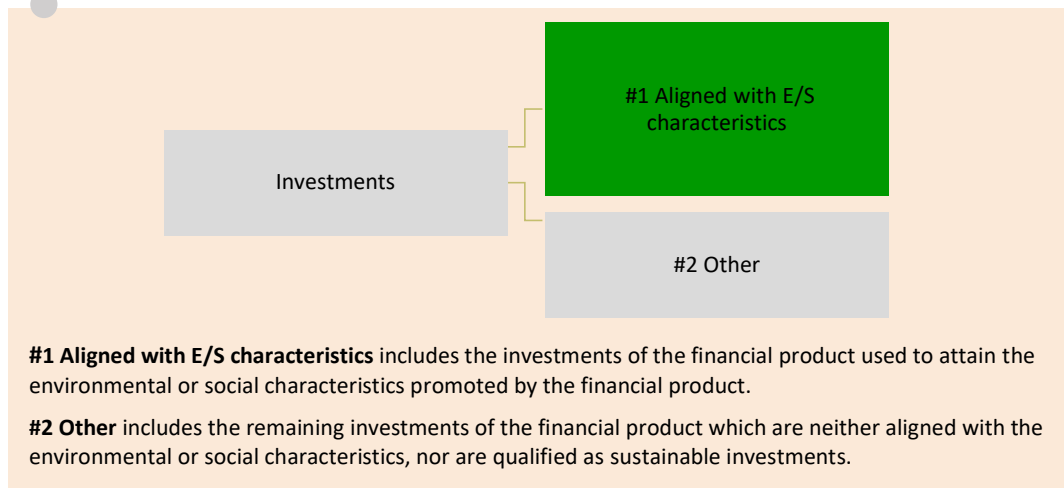 #1 Aligned with E/S
characteristics
Investments
#2 Other
#1 Aligned with E/S characteristics includes the investments of the financial product used to attain the
environmental or social characteristics promoted by the financial product.
#2 Other includes the remaining investments of the financial product which are neither aligned with the
environmental or social characteristics, nor are qualified as sustainable investments.